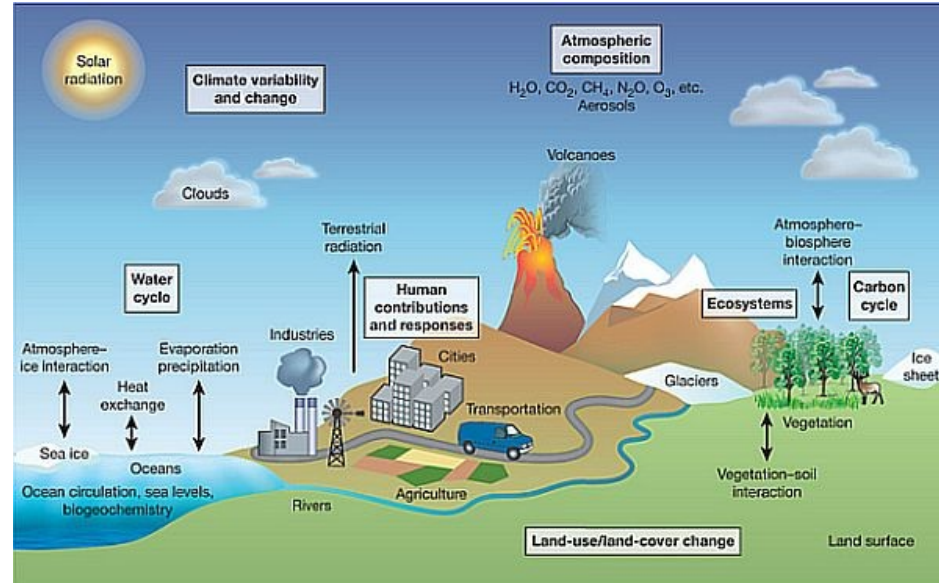 Solar
radiation
Climate variability
and change
Atmospheric
composition
H₂O, CO₂, CH₄, N₂O, O₃, etc.
Aerosols
Clouds
Volcanoes
Terrestrial
radiation
Atmosphere–
biosphere
interaction
Water
cycle
Human
contributions
and responses
Ecosystems
Carbon
cycle
Atmosphere–
ice Interaction
Evaporation
precipitation
Heat
exchange
Industries
Cities
Transportation
Glaciers
Ice
sheet
Vegetation
Sea ice
Oceans
Ocean circulation, sea levels,
biogeochemistry
Rivers
Agriculture
Vegetation–soil
interaction
Land-use/land-cover change
Land surface